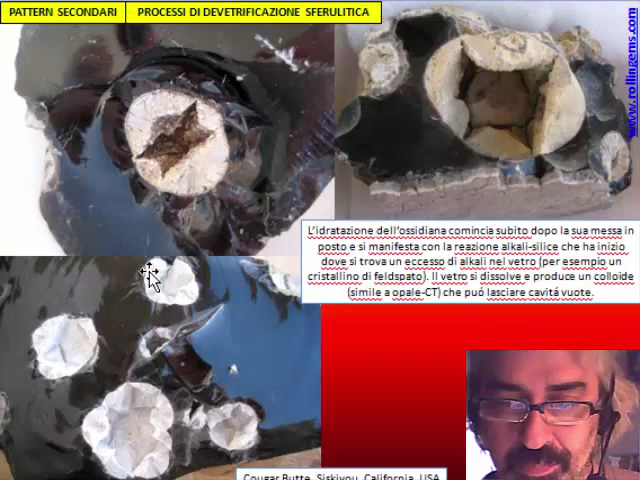 PATTERN SECONDARI
PROCESSI DI DEVETRIFICAZIONE SFERULITICA
www.rollingems.com
L'idratazione dell'ossidiana comincia subito dopo la sua messa in
posto e si manifesta con la reazione alkali-silice che ha inizio
dove si trova un eccesso di alkali nel vetro (per esempio un
cristallino di feldspato). Il vetro si dissolve e produce un colloide
(simile a opale-CT) che puó lasciare cavitá vuote.
Cougar Butte, Siskiyou, California, USA